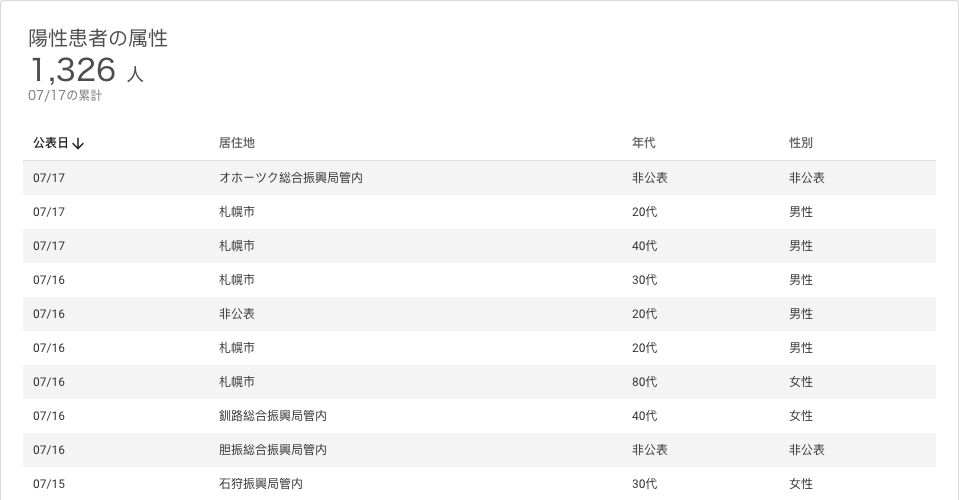 陽性患者の属性
1,326 人
07/17の累計
公表日↓ 居住地 年代 性別
07/17 オホーツク総合振興局管内 非公表 非公表
07/17 札幌市 20代 男性
07/17 札幌市 40代 男性
07/16 札幌市 30代 男性
07/16 非公表 20代 男性
07/16 札幌市 20代 男性
07/16 札幌市 80代 女性
07/16 釧路総合振興局管内 40代 女性
07/16 胆振総合振興局管内 非公表 非公表
07/15 石狩振興局管内 30代 女性